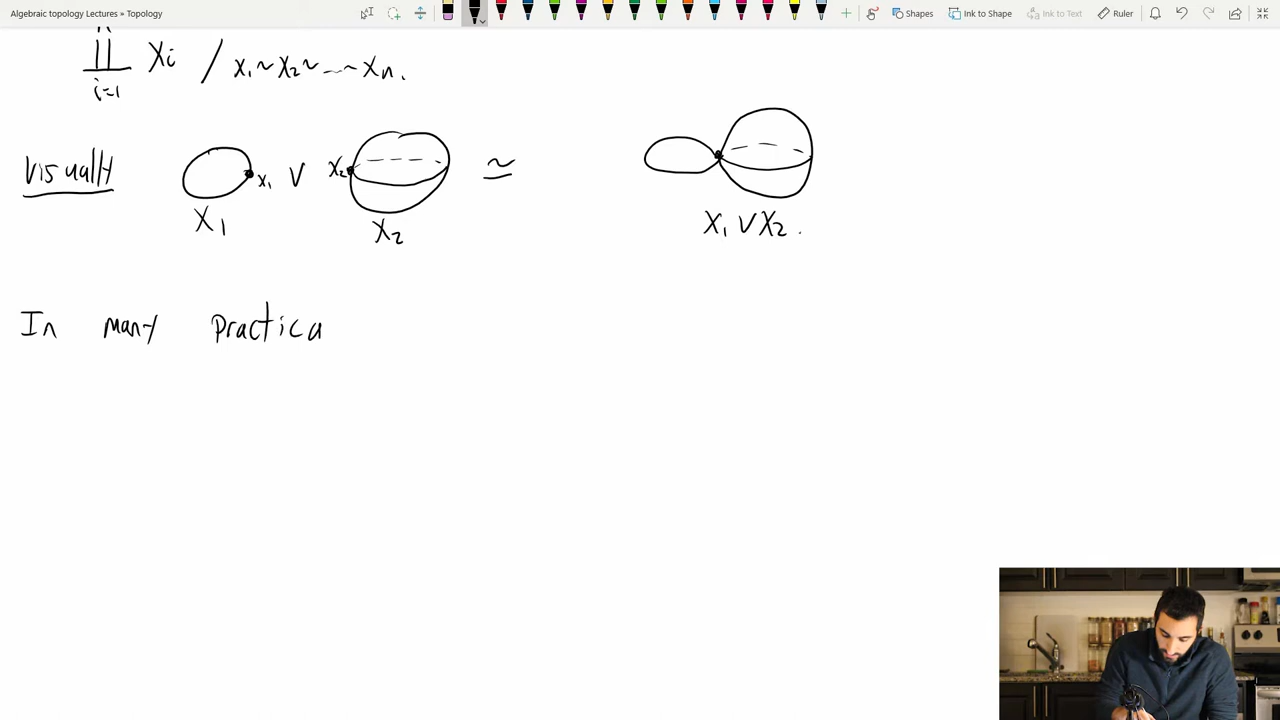 Algebraic topology Lectures » Topology
Shapes
Ink to Shape
Ink to Text
Ruler
∐ i=1 Xi / x1 ~ x2 ~ ... ~ xn.
Visually
x1 V x2 ≃
X1
X2
X1 V X2.
In many practica